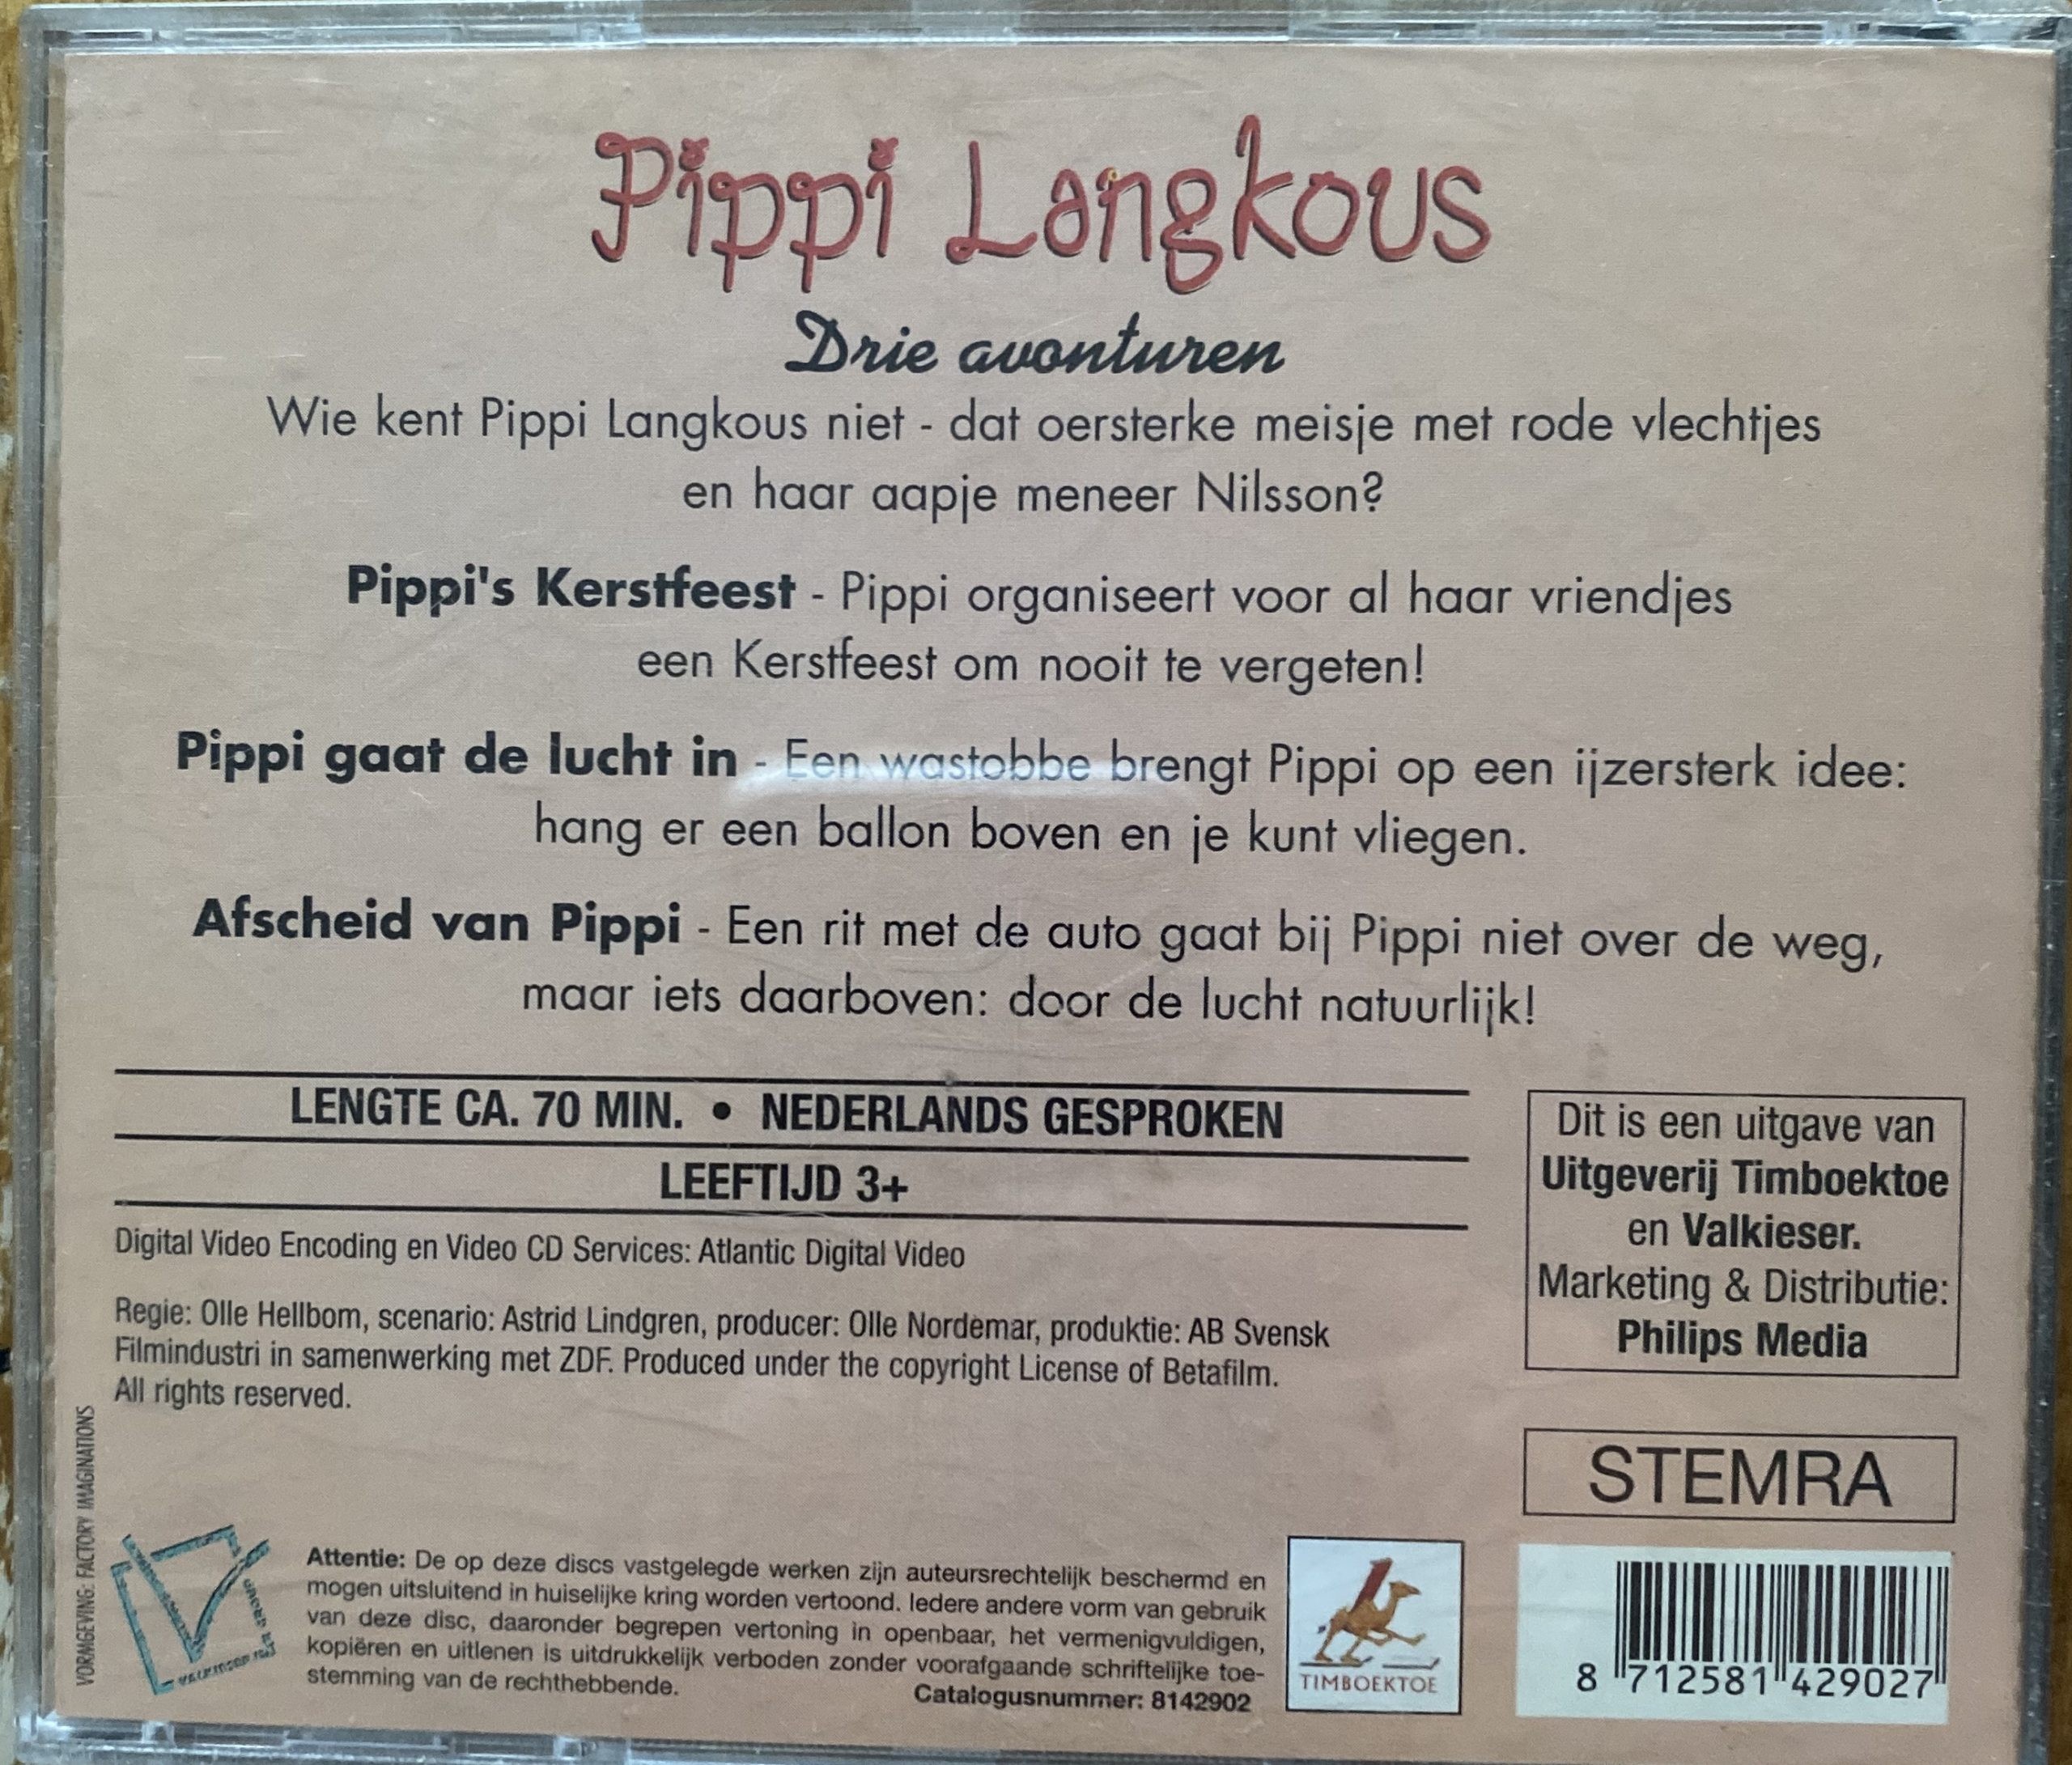 Pippi Langkous
Drie avonturen
Wie kent Pippi Langkous niet - dat oersterke meisje met rode vlechtjes
en haar aapje meneer Nilsson?
Pippi's Kerstfeest - Pippi organiseert voor al haar vriendjes
een Kerstfeest om nooit te vergeten!
Pippi gaat de lucht in - Een wastobbe brengt Pippi op een ijzersterk idee:
hang er een ballon boven en je kunt vliegen.
Afscheid van Pippi - Een rit met de auto gaat bij Pippi niet over de weg,
maar iets daarboven: door de lucht natuurlijk!
LENGTE CA. 70 MIN. • NEDERLANDS GESPROKEN
LEEFTIJD 3+
Digital Video Encoding en Video CD Services: Atlantic Digital Video
Regie: Olle Hellbom, scenario: Astrid Lindgren, producer: Olle Nordemar, produktie: AB Svensk
Filmindustri in samenwerking met ZDF. Produced under the copyright License of Betafilm.
All rights reserved.
Dit is een uitgave van
Uitgeverij Timboektoe
en Valkieser.
Marketing & Distributie:
Philips Media
STEMRA
VORMGEVING: FACTORY IMAGINATIONS
Attentie: De op deze discs vastgelegde werken zijn auteursrechtelijk beschermd en
mogen uitsluitend in huiselijke kring worden vertoond. Iedere andere vorm van gebruik
van deze disc, daaronder begrepen vertoning in openbaar, het vermenigvuldigen,
kopiëren en uitlenen is uitdrukkelijk verboden zonder voorafgaande schriftelijke toe-
stemming van de rechthebbende.
Catalogusnummer: 8142902
TIMBOEKTOE
8 712581 429027